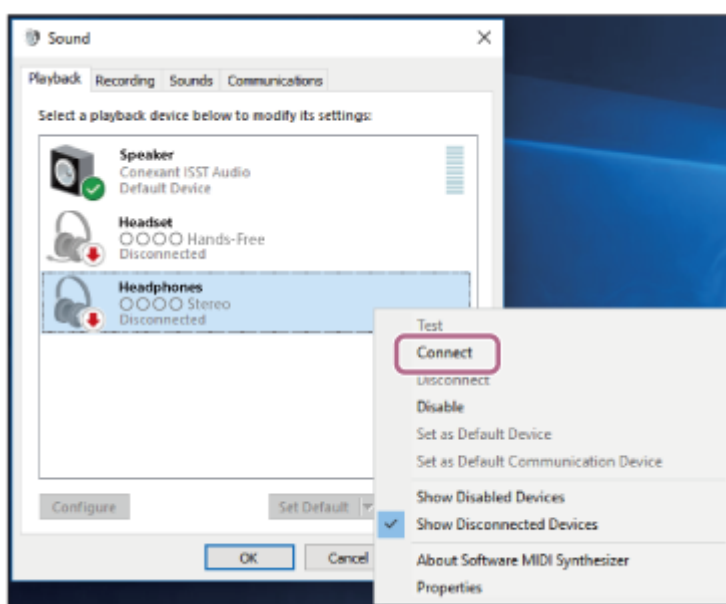 Sound
Playback Recording Sounds Communications
Select a playback device below to modify its settings:
Speaker
Conexant ISST Audio
Default Device
Headset
○○○○ Hands-Free
Disconnected
Headphones
○○○○ Stereo
Disconnected
Test
Connect
Disconnect
Disable
Set as Default Device
Set as Default Communication Device
Show Disabled Devices
Show Disconnected Devices
About Software MIDI Synthesizer
Properties
Configure Set Default
OK Cancel